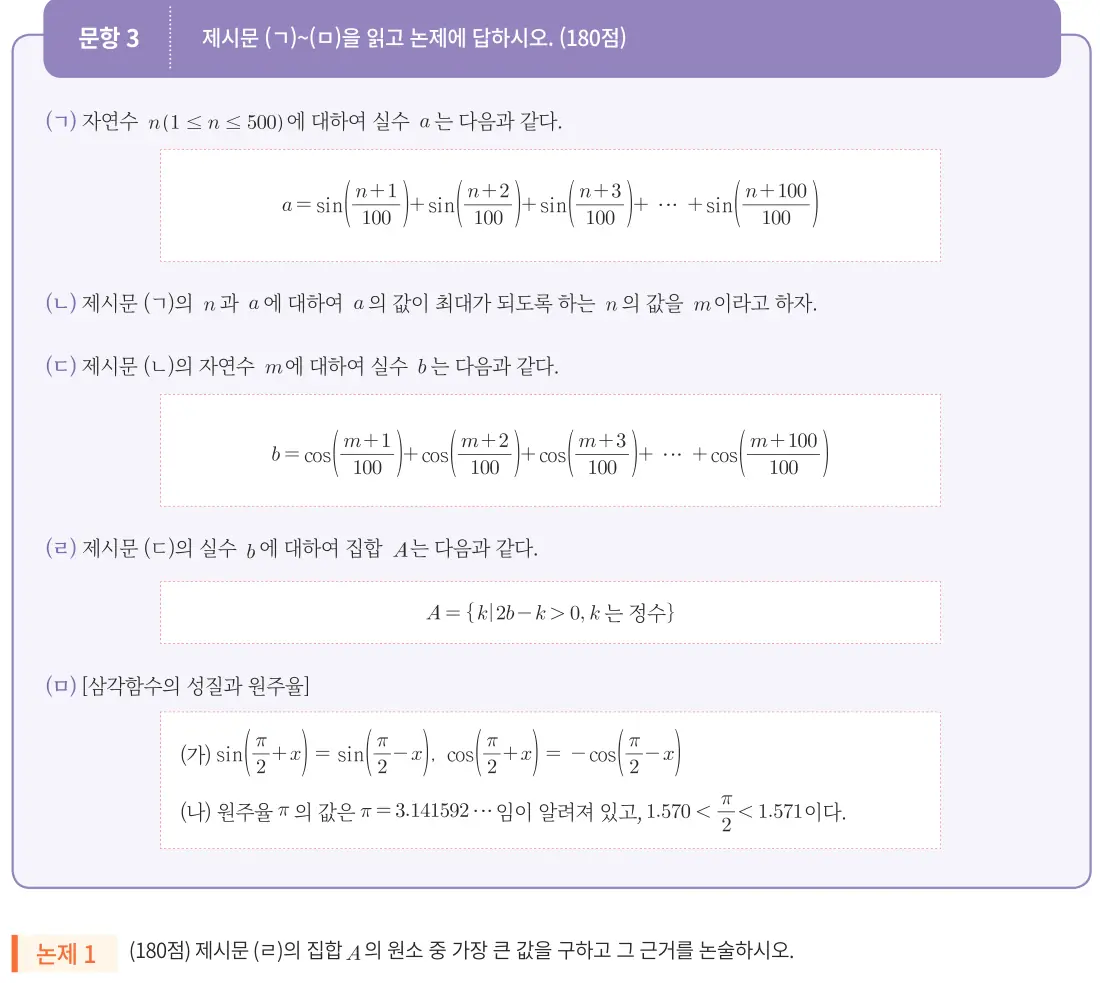 문항 3 제시문 (ㄱ)~(ㅁ)을 읽고 논제에 답하시오. (180점)
(ㄱ) 자연수 n(1 ≤ n ≤ 500)에 대하여 실수 a는 다음과 같다.
a = sin((n+1)/100) + sin((n+2)/100) + sin((n+3)/100) + ⋯ + sin((n+100)/100)
(ㄴ) 제시문 (ㄱ)의 n과 a에 대하여 a의 값이 최대가 되도록 하는 n의 값을 m이라고 하자.
(ㄷ) 제시문 (ㄴ)의 자연수 m에 대하여 실수 b는 다음과 같다.
b = cos((m+1)/100) + cos((m+2)/100) + cos((m+3)/100) + ⋯ + cos((m+100)/100)
(ㄹ) 제시문 (ㄷ)의 실수 b에 대하여 집합 A는 다음과 같다.
A = {k | 2b − k > 0, k는 정수}
(ㅁ) [삼각함수의 성질과 원주율]
(가) sin(π/2 + x) = sin(π/2 − x), cos(π/2 + x) = −cos(π/2 − x)
(나) 원주율 π의 값은 π = 3.141592⋯임이 알려져 있고, 1.570 < π/2 < 1.571이다.
논제 1 (180점) 제시문 (ㄹ)의 집합 A의 원소 중 가장 큰 값을 구하고 그 근거를 논술하시오.